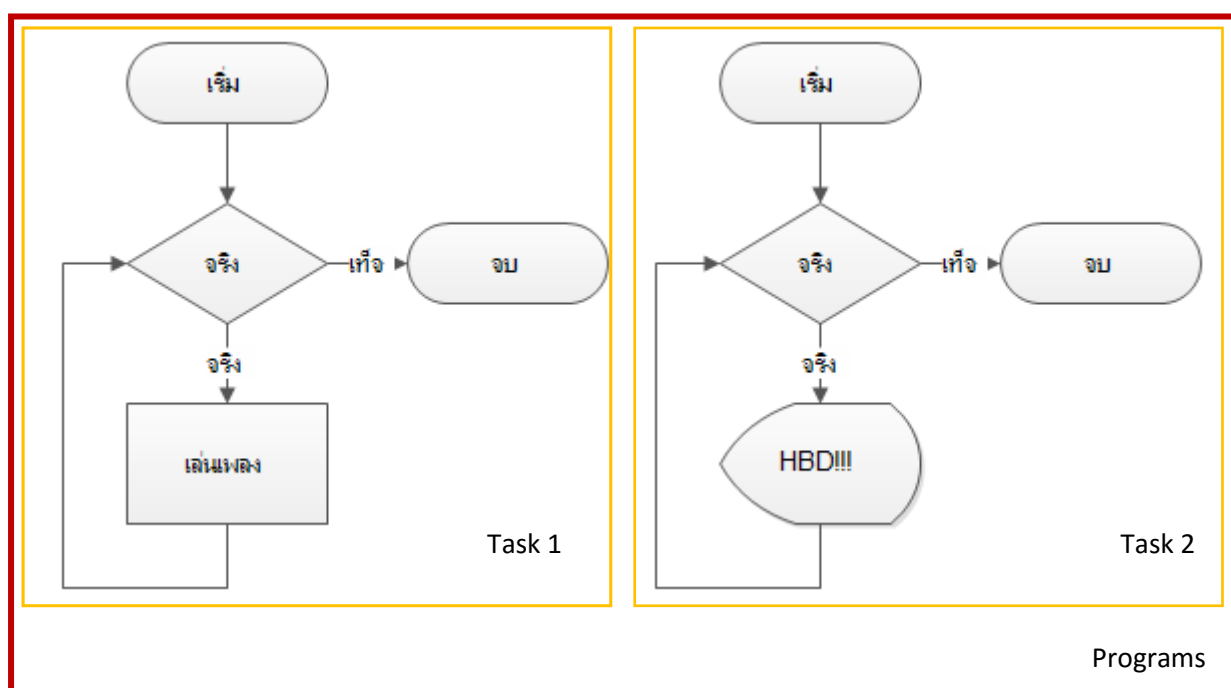 เริ่ม
จริง
เท็จ
จบ
จริง
เล่นเพลง
Task 1
เริ่ม
จริง
เท็จ
จบ
จริง
HBD!!!
Task 2
Programs